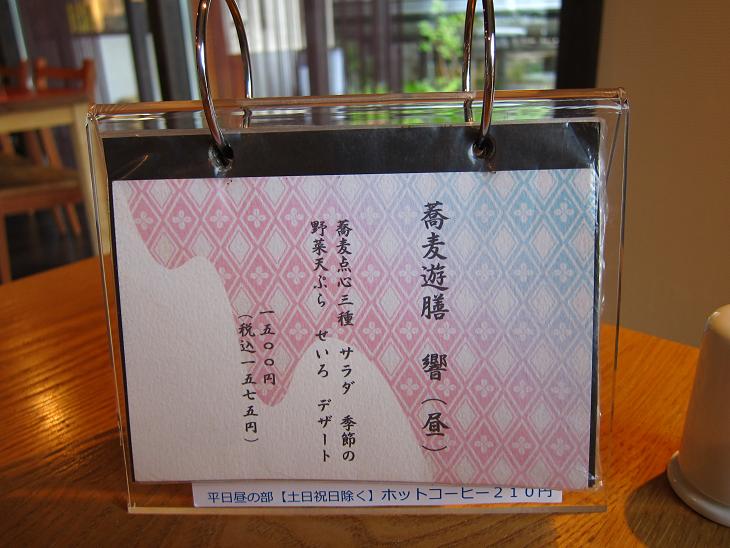 蕎麦遊膳　響（昼）
蕎麦点心三種　サラダ　季節の
野菜天ぷら　せいろ　デザート
一五〇〇円
（税込一五七五円）
平日昼の部【土日祝日除く】ホットコーヒー２１０円